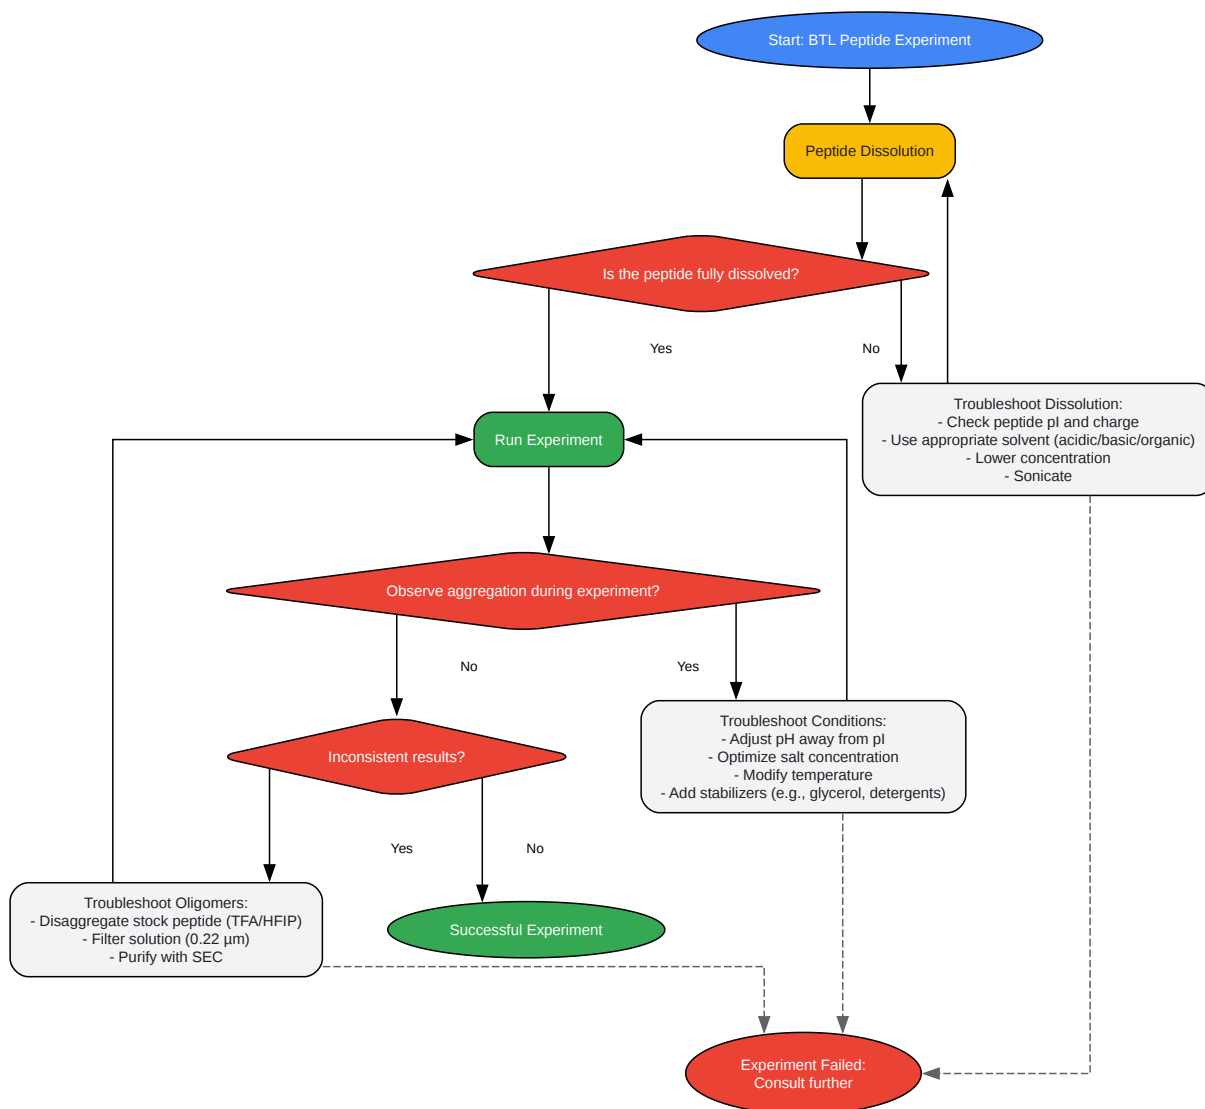 Start: BTL Peptide Experiment
Peptide Dissolution
Is the peptide fully dissolved?
Yes
No
Troubleshoot Dissolution:
- Check peptide pI and charge
- Use appropriate solvent (acidic/basic/organic)
- Lower concentration
- Sonicate
Run Experiment
Observe aggregation during experiment?
No
Yes
Troubleshoot Conditions:
- Adjust pH away from pI
- Optimize salt concentration
- Modify temperature
- Add stabilizers (e.g., glycerol, detergents)
Inconsistent results?
Yes
No
Troubleshoot Oligomers:
- Disaggregate stock peptide (TFA/HFIP)
- Filter solution (0.22 µm)
- Purify with SEC
Successful Experiment
Experiment Failed:
Consult further